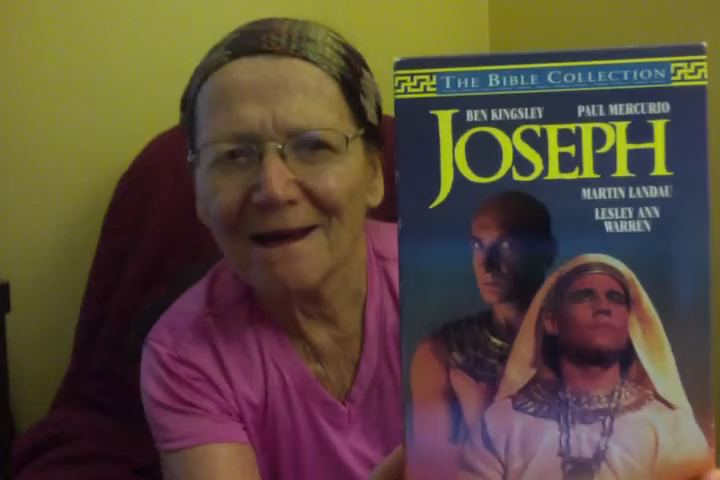 THE BIBLE COLLECTION
BEN KINGSLEY PAUL MERCURIO
JOSEPH
MARTIN LANDAU
LESLEY ANN
WARREN